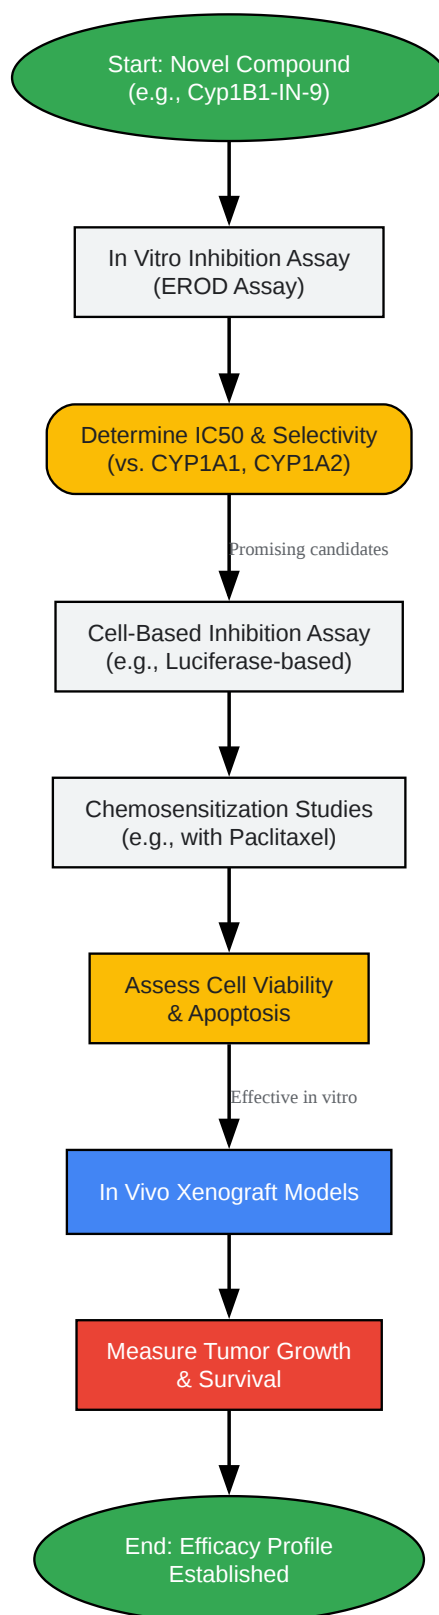 Start: Novel Compound
(e.g., Cyp1B1-IN-9)
In Vitro Inhibition Assay
(EROD Assay)
Determine IC50 & Selectivity
(vs. CYP1A1, CYP1A2)
Promising candidates
Cell-Based Inhibition Assay
(e.g., Luciferase-based)
Chemosensitization Studies
(e.g., with Paclitaxel)
Assess Cell Viability
& Apoptosis
Effective in vitro
In Vivo Xenograft Models
Measure Tumor Growth
& Survival
End: Efficacy Profile
Established